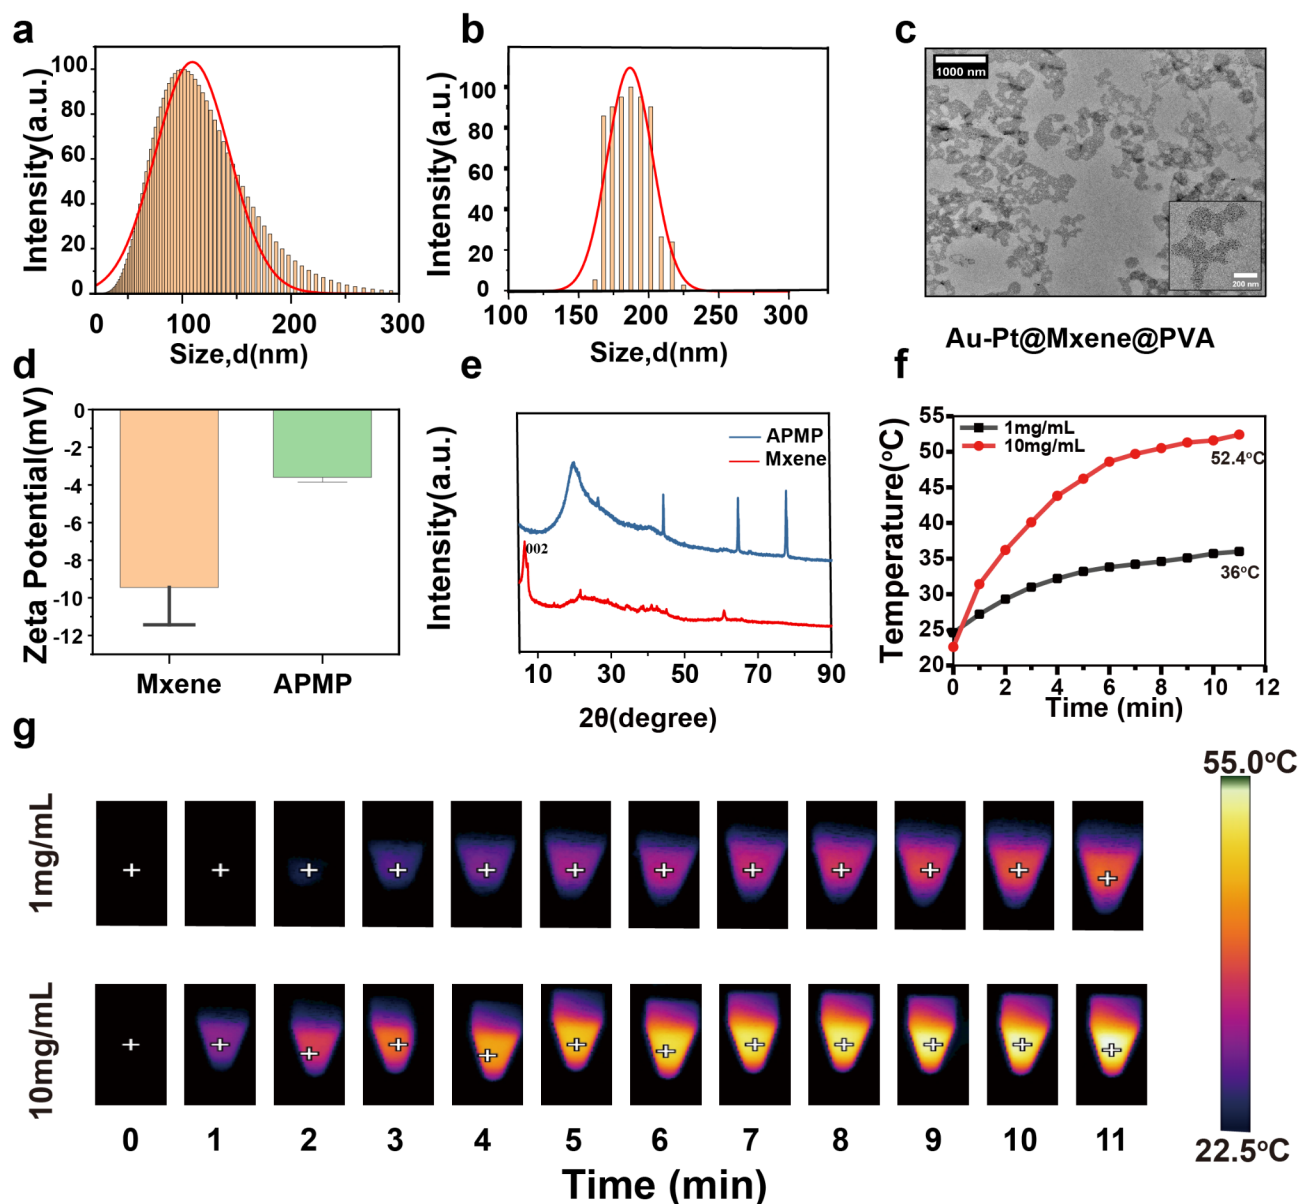 a
Intensity(a.u.)
100
80
60
40
20
0
0 100 200 300
Size,d(nm)
b
Intensity(a.u.)
100
80
60
40
20
0
100 150 200 250 300
Size,d(nm)
c
1000 nm
200 nm
Au-Pt@Mxene@PVA
d
Zeta Potential(mV)
0
-2
-4
-6
-8
-10
-12
Mxene APMP
e
Intensity(a.u.)
APMP
Mxene
002
10 30 50 70 90
2θ(degree)
f
Temperature(°C)
55
50
45
40
35
30
25
20
1mg/mL
10mg/mL
52.4°C
36°C
0 2 4 6 8 10 12
Time (min)
g
1mg/mL
10mg/mL
0 1 2 3 4 5 6 7 8 9 10 11
Time (min)
55.0°C
22.5°C